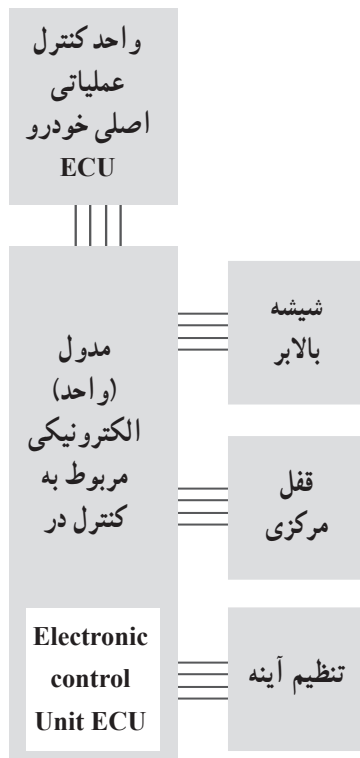 واحد کنترل
عملیاتی
اصلی خودرو
ECU
مدول
(واحد)
الکترونیکی
مربوط به
کنترل در
Electronic
control
Unit ECU
شیشه
بالابر
قفل
مرکزی
تنظیم آینه